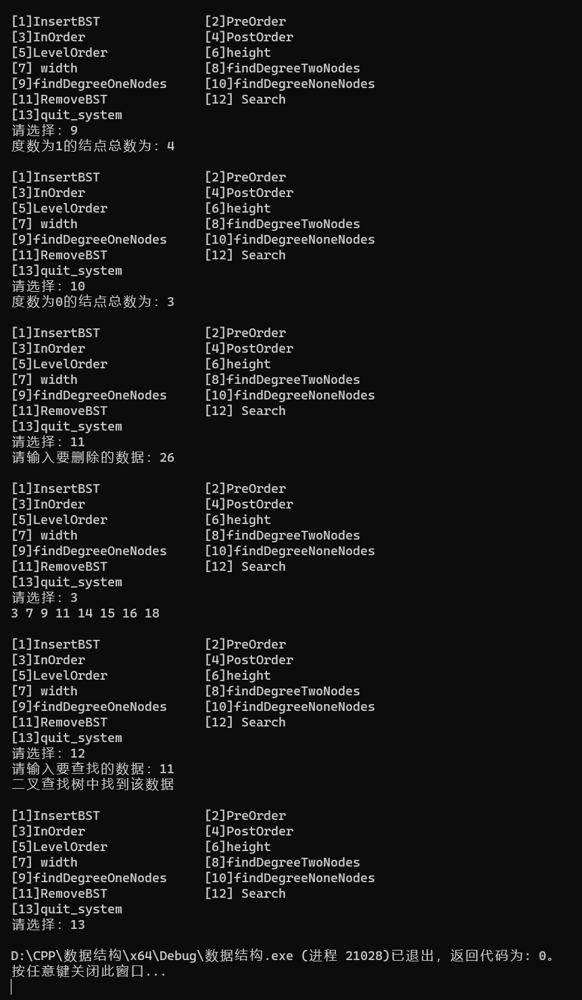 [1]InsertBST              [2]PreOrder
[3]InOrder                [4]PostOrder
[5]LevelOrder             [6]height
[7] width                 [8]findDegreeTwoNodes
[9]findDegreeOneNodes     [10]findDegreeNoneNodes
[11]RemoveBST             [12] Search
[13]quit_system
请选择: 9
度数为1的结点总数为: 4

[1]InsertBST              [2]PreOrder
[3]InOrder                [4]PostOrder
[5]LevelOrder             [6]height
[7] width                 [8]findDegreeTwoNodes
[9]findDegreeOneNodes     [10]findDegreeNoneNodes
[11]RemoveBST             [12] Search
[13]quit_system
请选择: 10
度数为0的结点总数为: 3

[1]InsertBST              [2]PreOrder
[3]InOrder                [4]PostOrder
[5]LevelOrder             [6]height
[7] width                 [8]findDegreeTwoNodes
[9]findDegreeOneNodes     [10]findDegreeNoneNodes
[11]RemoveBST             [12] Search
[13]quit_system
请选择: 11
请输入要删除的数据: 26

[1]InsertBST              [2]PreOrder
[3]InOrder                [4]PostOrder
[5]LevelOrder             [6]height
[7] width                 [8]findDegreeTwoNodes
[9]findDegreeOneNodes     [10]findDegreeNoneNodes
[11]RemoveBST             [12] Search
[13]quit_system
请选择: 3
3 7 9 11 14 15 16 18

[1]InsertBST              [2]PreOrder
[3]InOrder                [4]PostOrder
[5]LevelOrder             [6]height
[7] width                 [8]findDegreeTwoNodes
[9]findDegreeOneNodes     [10]findDegreeNoneNodes
[11]RemoveBST             [12] Search
[13]quit_system
请选择: 12
请输入要查找的数据: 11
二叉查找树中找到该数据

[1]InsertBST              [2]PreOrder
[3]InOrder                [4]PostOrder
[5]LevelOrder             [6]height
[7] width                 [8]findDegreeTwoNodes
[9]findDegreeOneNodes     [10]findDegreeNoneNodes
[11]RemoveBST             [12] Search
[13]quit_system
请选择: 13

D:\CPP\数据结构\x64\Debug\数据结构.exe (进程 21028)已退出，返回代码为: 0。
按任意键关闭此窗口...